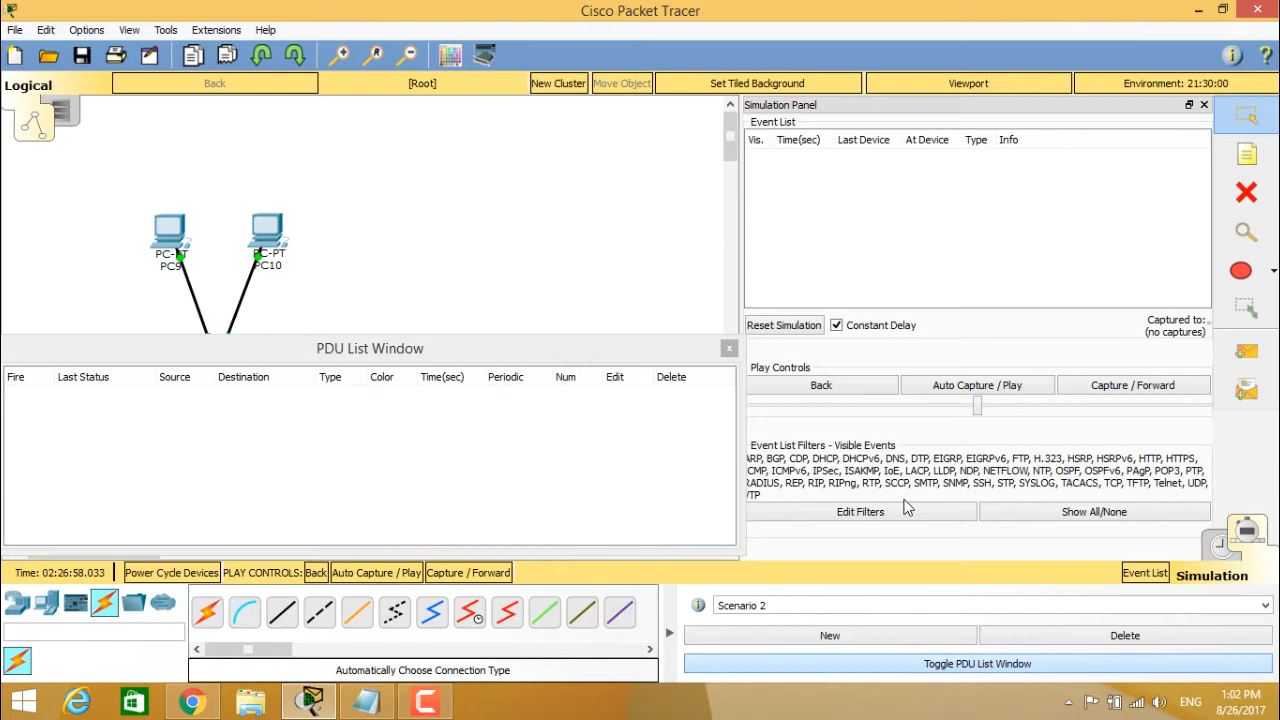 Cisco Packet Tracer
File Edit Options View Tools Extensions Help
Logical Back [Root] New Cluster Move Object Set Tiled Background Viewport Environment: 21:30:00
Simulation Panel
Event List
Vis. Time(sec) Last Device At Device Type Info
PC-PT
PC9
PC-PT
PC10
Reset Simulation Constant Delay Captured to:
(no captures)
PDU List Window
Fire Last Status Source Destination Type Color Time(sec) Periodic Num Edit Delete
Play Controls
Back Auto Capture / Play Capture / Forward
Event List Filters - Visible Events
ARP, BGP, CDP, DHCP, DHCPv6, DNS, DTP, EIGRP, EIGRPv6, FTP, H.323, HSRP, HSRPv6, HTTP, HTTPS,
ICMP, ICMPv6, IPSec, ISAKMP, IoE, LACP, LLDP, NDP, NETFLOW, NTP, OSPF, OSPFv6, PAgP, POP3, PTP,
RADIUS, REP, RIP, RIPng, RTP, SCCP, SMTP, SNMP, SSH, STP, SYSLOG, TACACS, TCP, TFTP, Telnet, UDP,
VTP
Edit Filters Show All/None
Time: 02:26:58.033 Power Cycle Devices PLAY CONTROLS: Back Auto Capture / Play Capture / Forward Event List Simulation
Scenario 2
New Delete
Toggle PDU List Window
Automatically Choose Connection Type
ENG 1:02 PM
8/26/2017